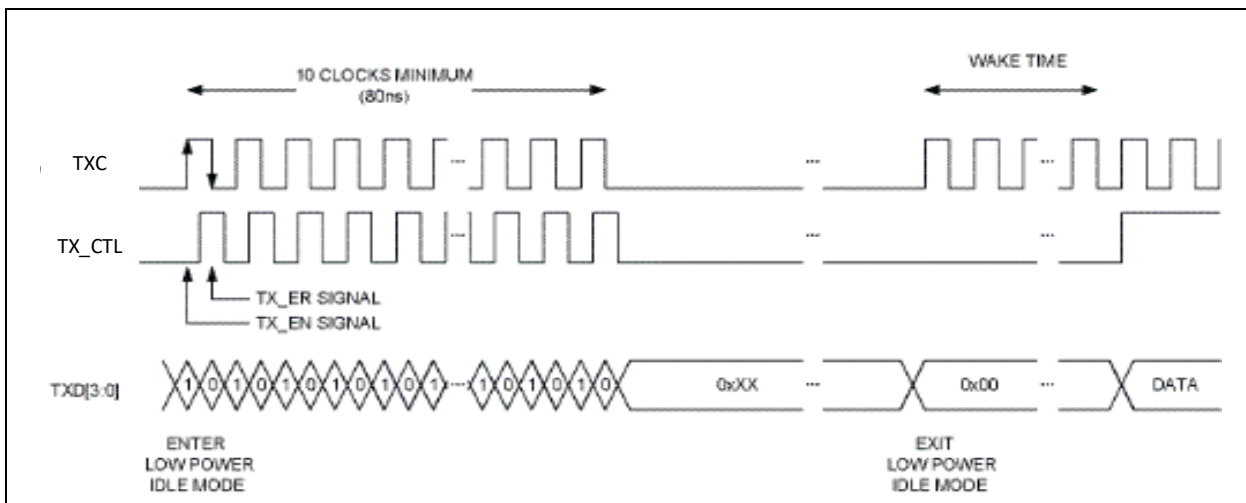 10 CLOCKS MINIMUM
(80ns)
WAKE TIME
TXC
...
...
...
TX_CTL
...
...
...
TX_ER SIGNAL
TX_EN SIGNAL
TXD[3:0]
1 0 1 0 1 0 1 0 1 0 1 ... 1 0 1 0 1 0
0xXX
...
0x00
...
DATA
ENTER
LOW POWER
IDLE MODE
EXIT
LOW POWER
IDLE MODE